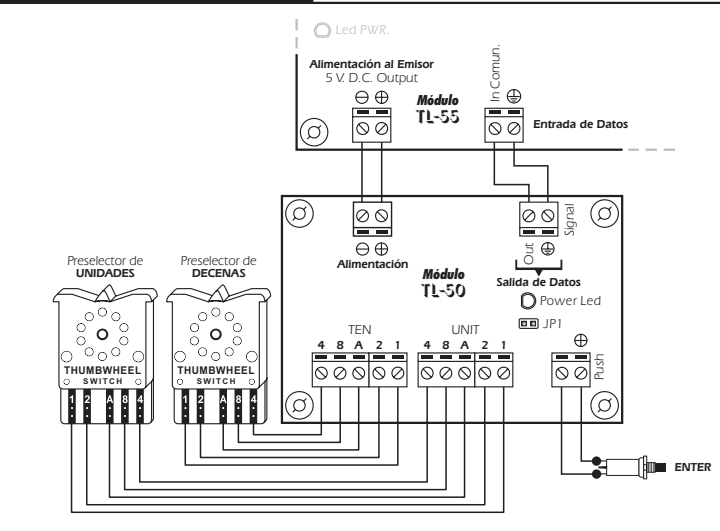 Led PWR.
Alimentación al Emisor
5 V. D.C. Output
Módulo
TL-55
In Comun.
Entrada de Datos
Alimentación
Módulo
TL-50
Out
Signal
Salida de Datos
Power Led
JP1
Preselector de
UNIDADES
Preselector de
DECENAS
THUMBWHEEL
SWITCH
1 2 A 8 4
THUMBWHEEL
SWITCH
1 2 A 8 4
TEN
4 8 A 2 1
UNIT
4 8 A 2 1
Push
ENTER